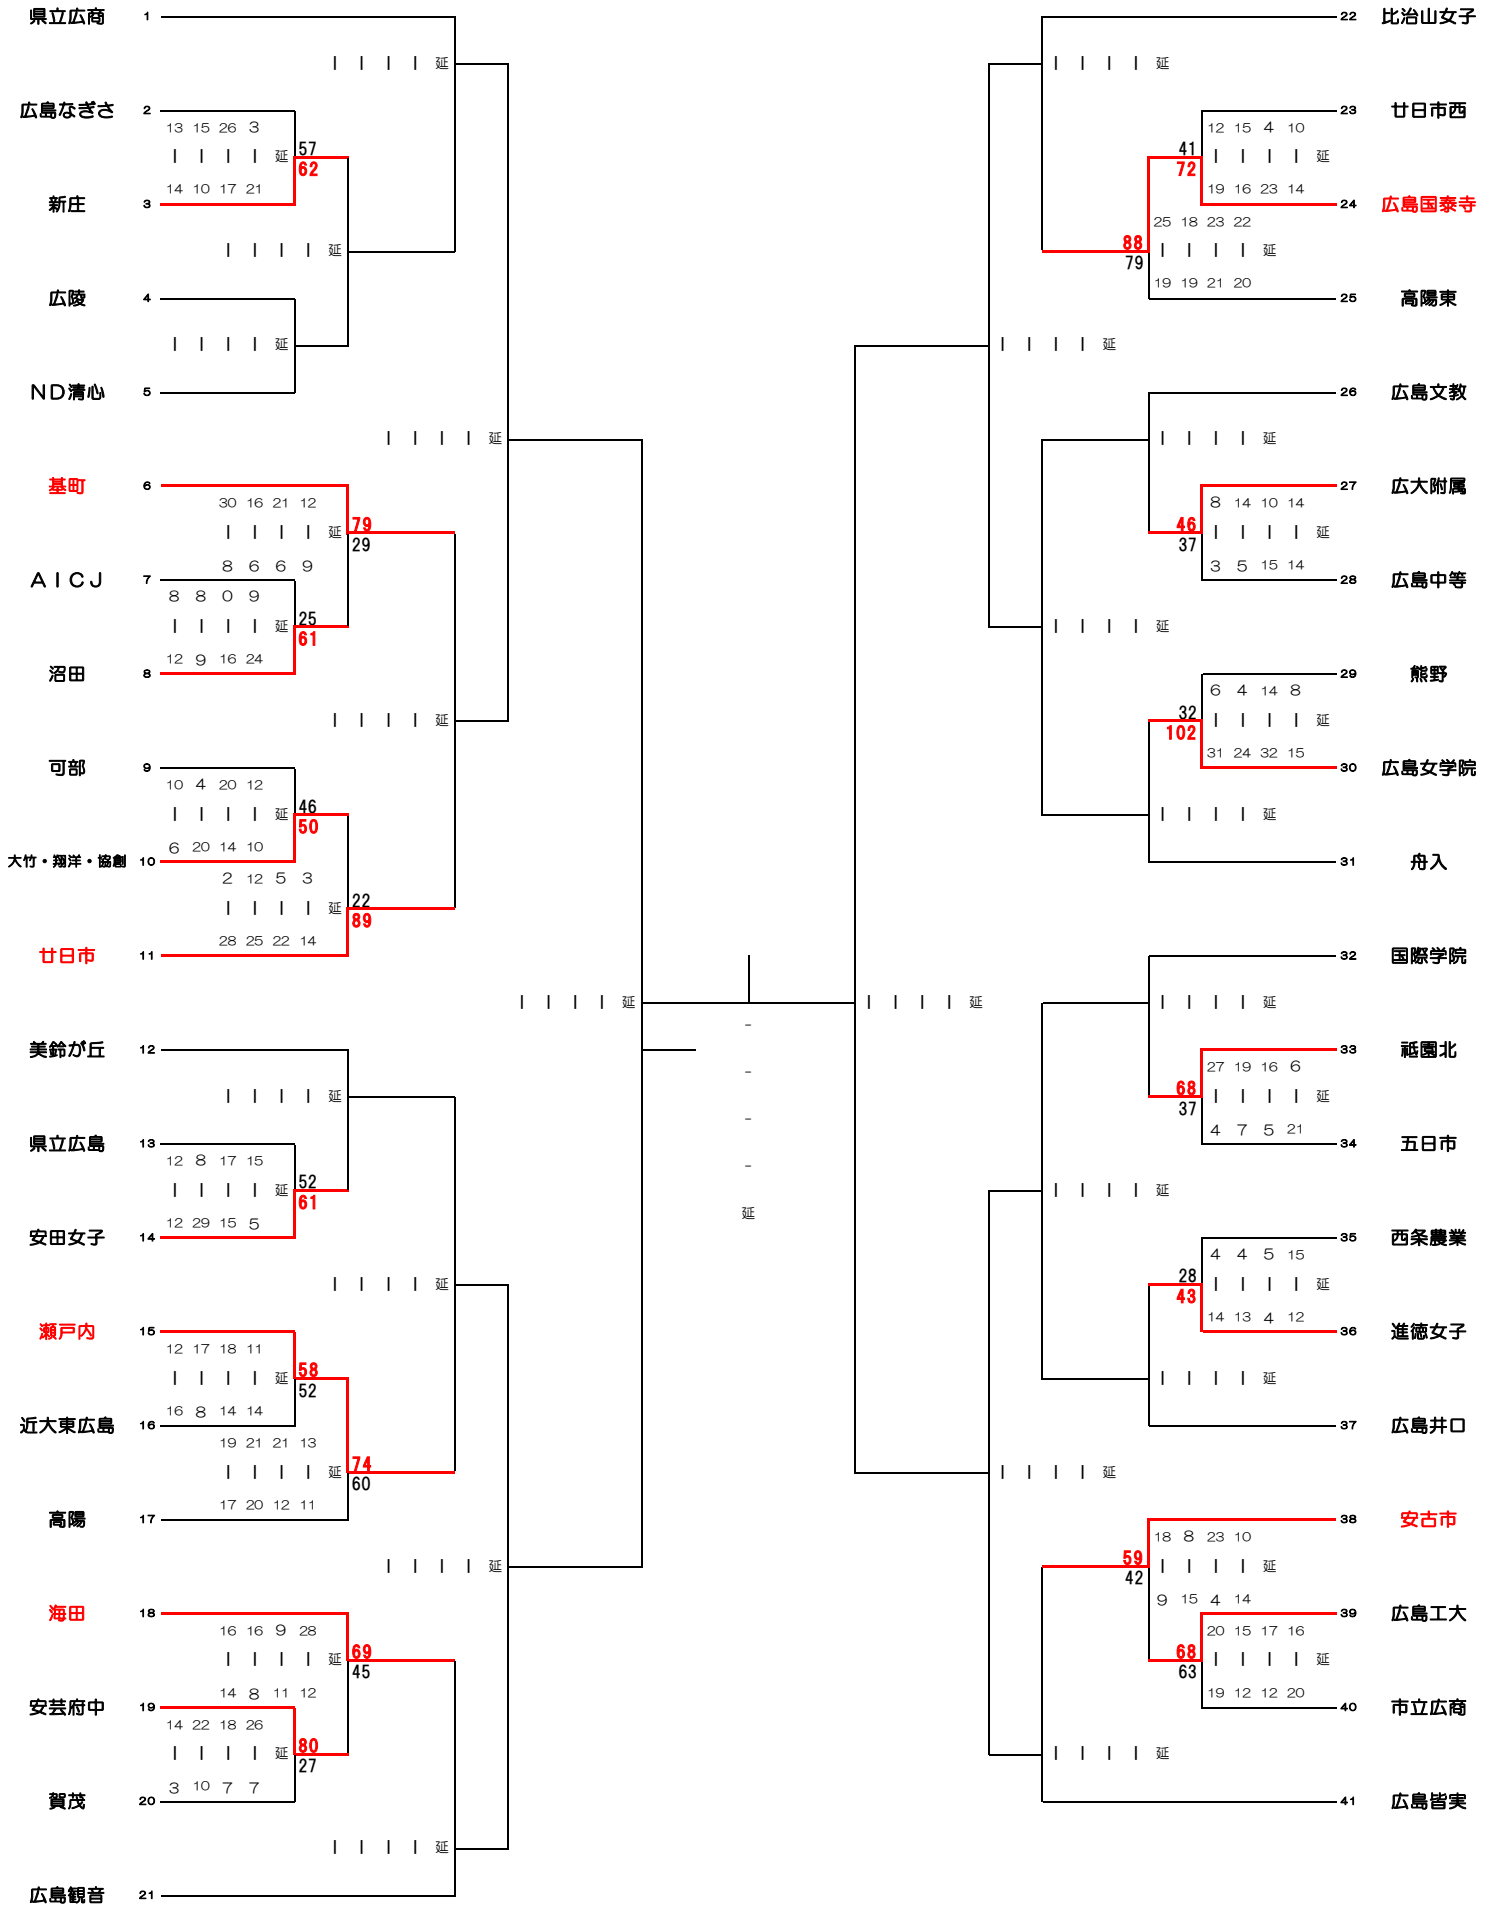 県立広商 1
| | | | 延
広島なぎさ 2
13 15 26 3
| | | | 延
57
62
14 10 17 21
新庄 3
| | | | 延
広陵 4
| | | | 延
ND清心 5
| | | | 延
基町 6
30 16 21 12
| | | | 延
79
29
8 6 6 9
AICJ 7
8 8 0 9
| | | | 延
25
61
12 9 16 24
沼田 8
| | | | 延
可部 9
10 4 20 12
| | | | 延
46
50
6 20 14 10
大竹・翔洋・協創 10
2 12 5 3
| | | | 延
22
89
28 25 22 14
廿日市 11
| | | | 延
美鈴が丘 12
| | | | 延
県立広島 13
12 8 17 15
| | | | 延
52
61
12 29 15 5
安田女子 14
| | | | 延
瀬戸内 15
12 17 18 11
| | | | 延
58
52
16 8 14 14
近大東広島 16
19 21 21 13
| | | | 延
74
60
17 20 12 11
高陽 17
| | | | 延
海田 18
16 16 9 28
| | | | 延
69
45
14 8 11 12
安芸府中 19
14 22 18 26
| | | | 延
80
27
3 10 7 7
賀茂 20
| | | | 延
広島観音 21
-
-
-
-
延
22 比治山女子
| | | | 延
23 廿日市西
12 15 4 10
41
72
| | | | 延
19 16 23 14
24 広島国泰寺
25 18 23 22
88
79
| | | | 延
19 19 21 20
25 高陽東
| | | | 延
26 広島文教
| | | | 延
27 広大附属
8 14 10 14
46
37
| | | | 延
3 5 15 14
28 広島中等
| | | | 延
29 熊野
6 4 14 8
32
102
| | | | 延
31 24 32 15
30 広島女学院
| | | | 延
31 舟入
| | | | 延
32 国際学院
| | | | 延
33 祗園北
27 19 16 6
68
37
| | | | 延
4 7 5 21
34 五日市
| | | | 延
35 西条農業
4 4 5 15
28
43
| | | | 延
14 13 4 12
36 進徳女子
| | | | 延
37 広島井口
| | | | 延
38 安古市
18 8 23 10
59
42
| | | | 延
9 15 4 14
39 広島工大
20 15 17 16
68
63
| | | | 延
19 12 12 20
40 市立広商
| | | | 延
41 広島皆実